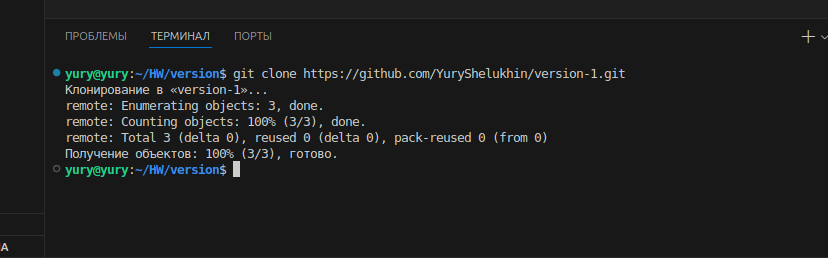 ПРОБЛЕМЫ ТЕРМИНАЛ ПОРТЫ
yury@yury:~/HW/version$ git clone https://github.com/YuryShelukhin/version-1.git
Клонирование в «version-1»...
remote: Enumerating objects: 3, done.
remote: Counting objects: 100% (3/3), done.
remote: Total 3 (delta 0), reused 0 (delta 0), pack-reused 0 (from 0)
Получение объектов: 100% (3/3), готово.
yury@yury:~/HW/version$